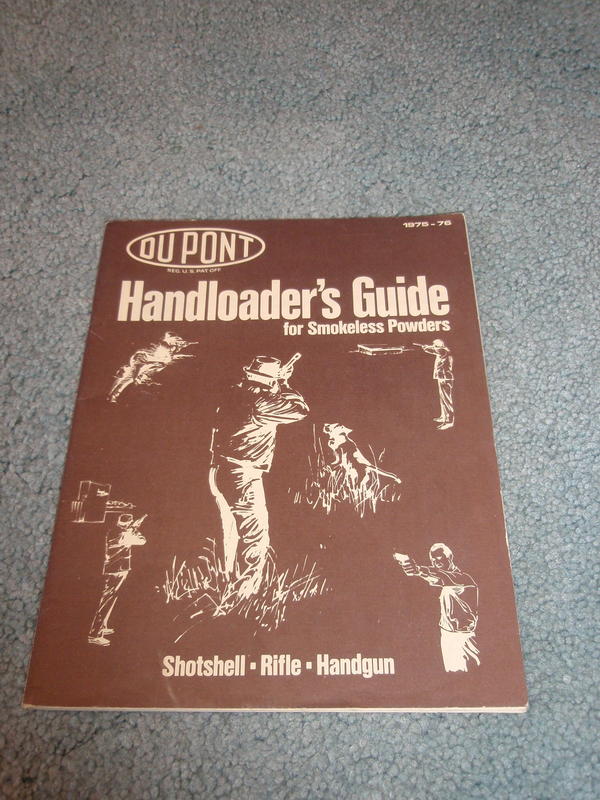 1975-76
DU PONT
REG. U. S. PAT. OFF.
Handloader's Guide
for Smokeless Powders
Shotshell ▪ Rifle ▪ Handgun